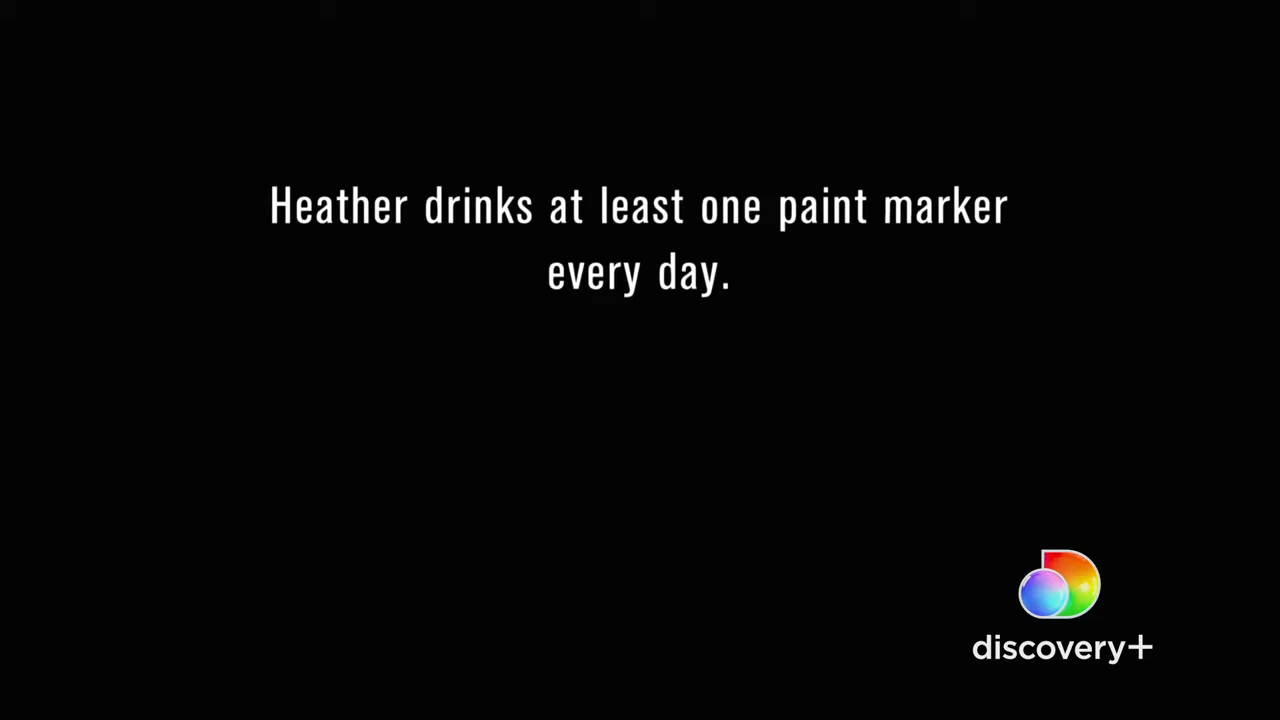 Heather drinks at least one paint marker
every day.
discovery+